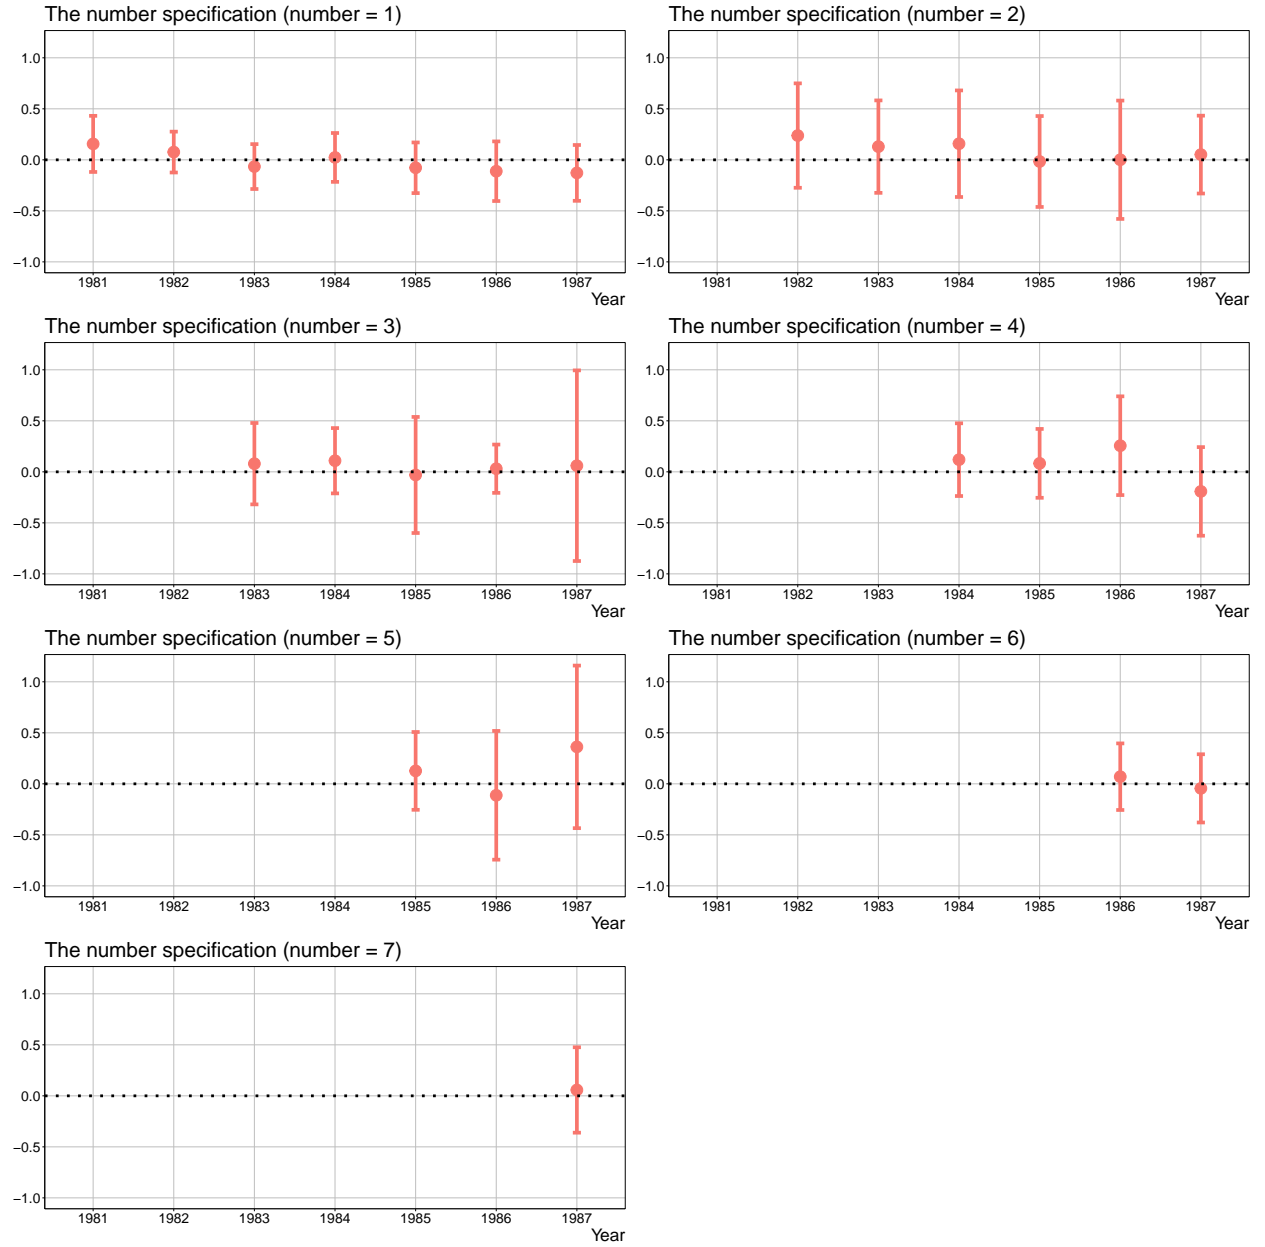 The number specification (number = 1)
1.0
0.5
0.0
−0.5
−1.0
1981 1982 1983 1984 1985 1986 1987
Year
The number specification (number = 2)
1.0
0.5
0.0
−0.5
−1.0
1981 1982 1983 1984 1985 1986 1987
Year
The number specification (number = 3)
1.0
0.5
0.0
−0.5
−1.0
1981 1982 1983 1984 1985 1986 1987
Year
The number specification (number = 4)
1.0
0.5
0.0
−0.5
−1.0
1981 1982 1983 1984 1985 1986 1987
Year
The number specification (number = 5)
1.0
0.5
0.0
−0.5
−1.0
1981 1982 1983 1984 1985 1986 1987
Year
The number specification (number = 6)
1.0
0.5
0.0
−0.5
−1.0
1981 1982 1983 1984 1985 1986 1987
Year
The number specification (number = 7)
1.0
0.5
0.0
−0.5
−1.0
1981 1982 1983 1984 1985 1986 1987
Year